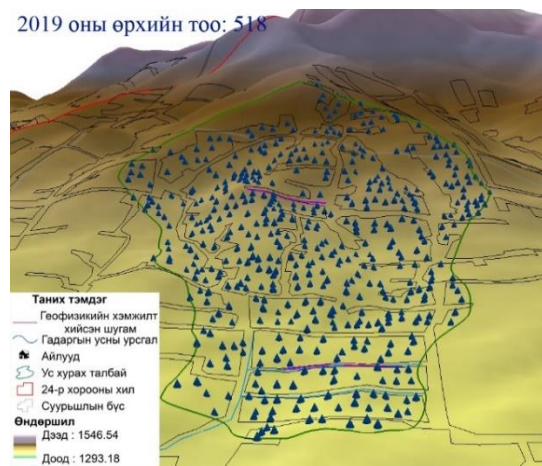 2019 оны өрхийн тоо: 518
Таних тэмдэг
Геофизикийн хэмжилт
хийсэн шугам
Гадаргын усны урсгал
Айлууд
Ус хурах талбай
24-р хорооны хил
Суурьшлын бүс
Өндөршил
Дээд : 1546.54
Доод : 1293.18